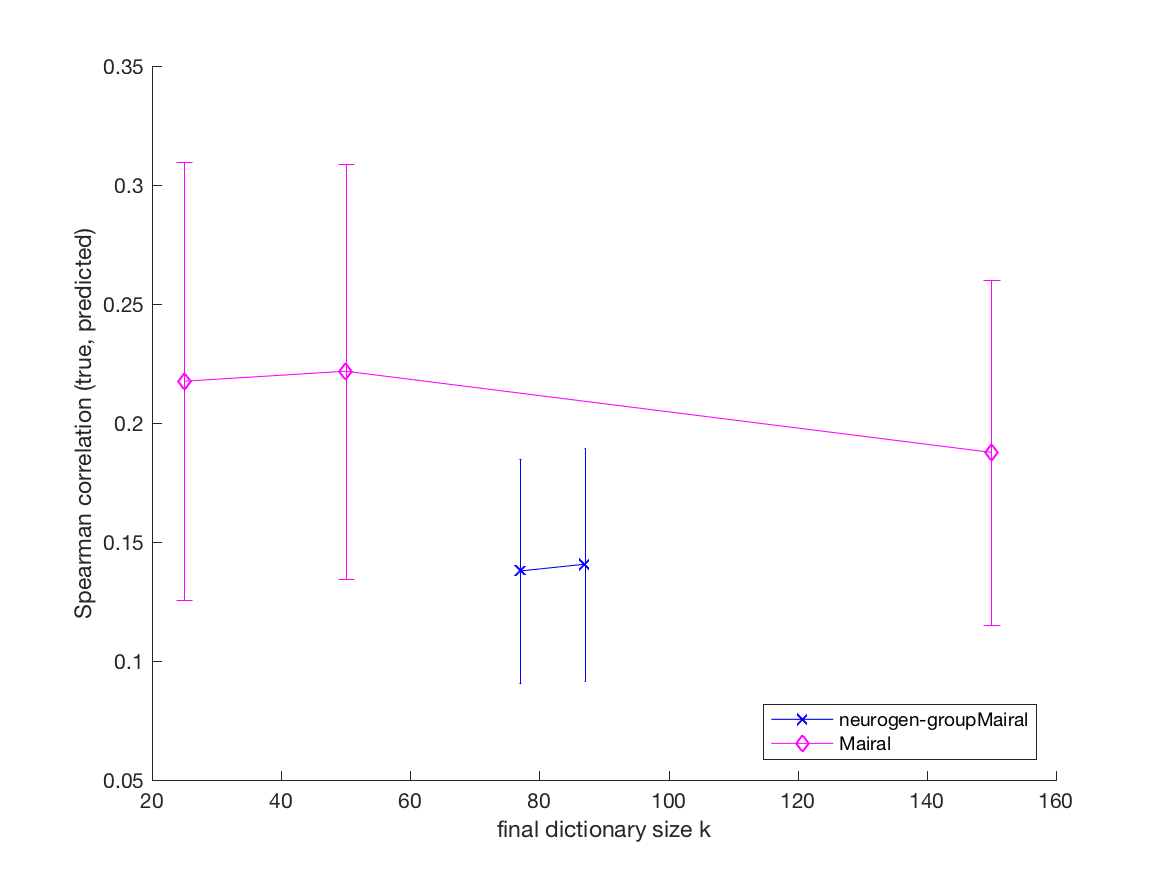 0.35
0.3
0.25
0.2
0.15
0.1
0.05
Spearman correlation (true, predicted)
neurogen-groupMairal
Mairal
20 40 60 80 100 120 140 160
final dictionary size k